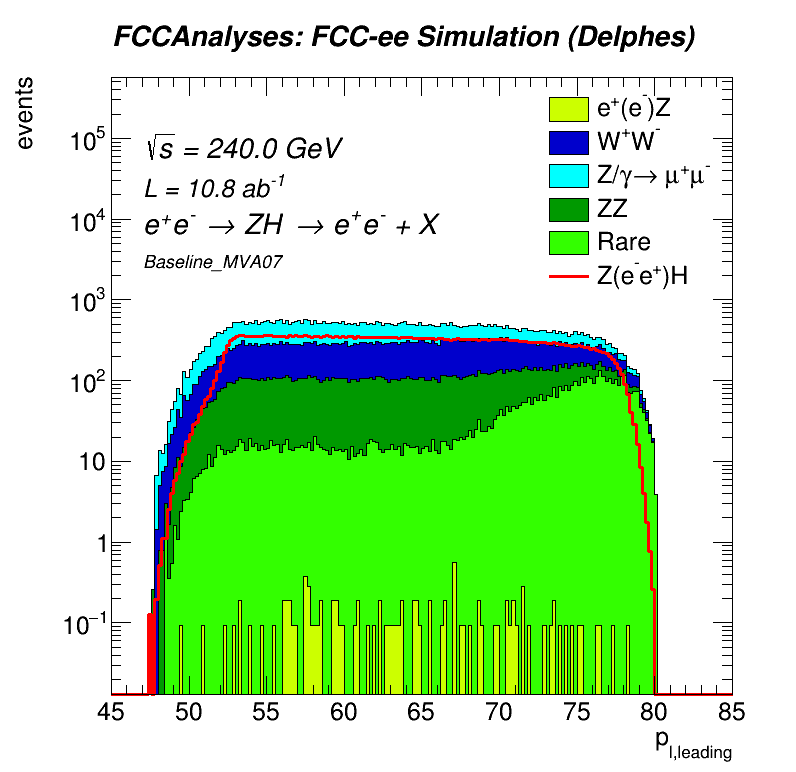 FCCAnalyses: FCC-ee Simulation (Delphes)
events
√s = 240.0 GeV
L = 10.8 ab⁻¹
e⁺e⁻ → ZH → e⁺e⁻ + X
Baseline_MVA07
e⁺(e⁻)Z
W⁺W⁻
Z/γ→ μ⁺μ⁻
ZZ
Rare
Z(e⁻e⁺)H
10⁵
10⁴
10³
10²
10
1
10⁻¹
45 50 55 60 65 70 75 80 85
p_l,leading